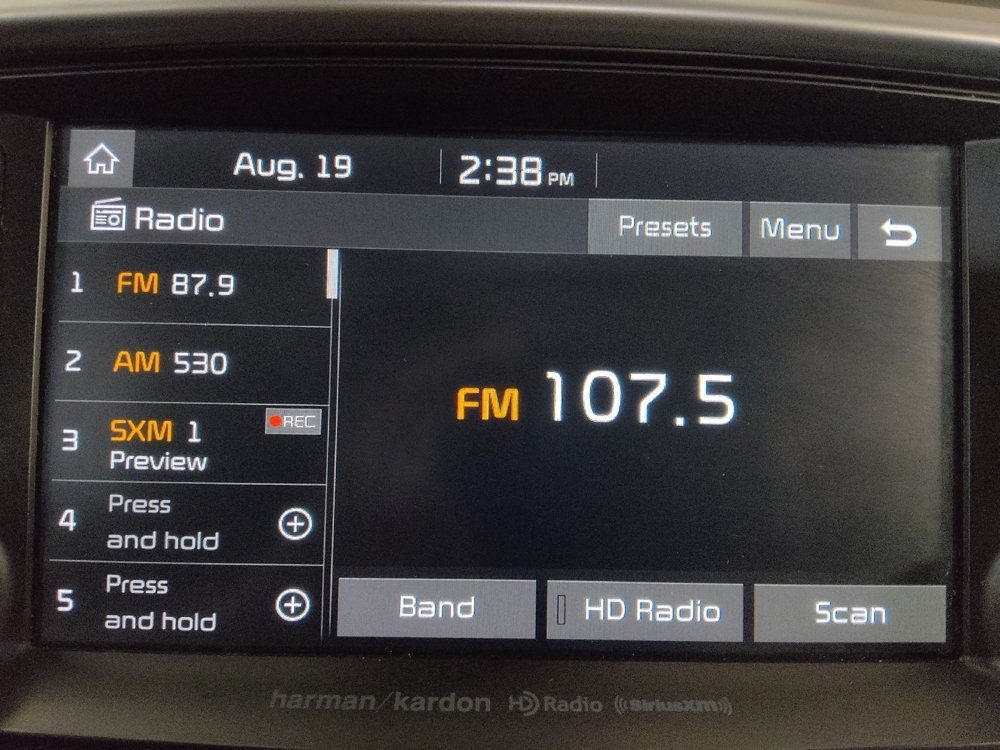 Aug. 19 2:38 PM
Radio Presets Menu
1 FM 87.9
2 AM 530
3 SXM 1 REC
Preview
FM 107.5
4 Press
and hold
5 Press
and hold
Band HD Radio Scan
harman/kardon HD Radio ((SiriusXM))